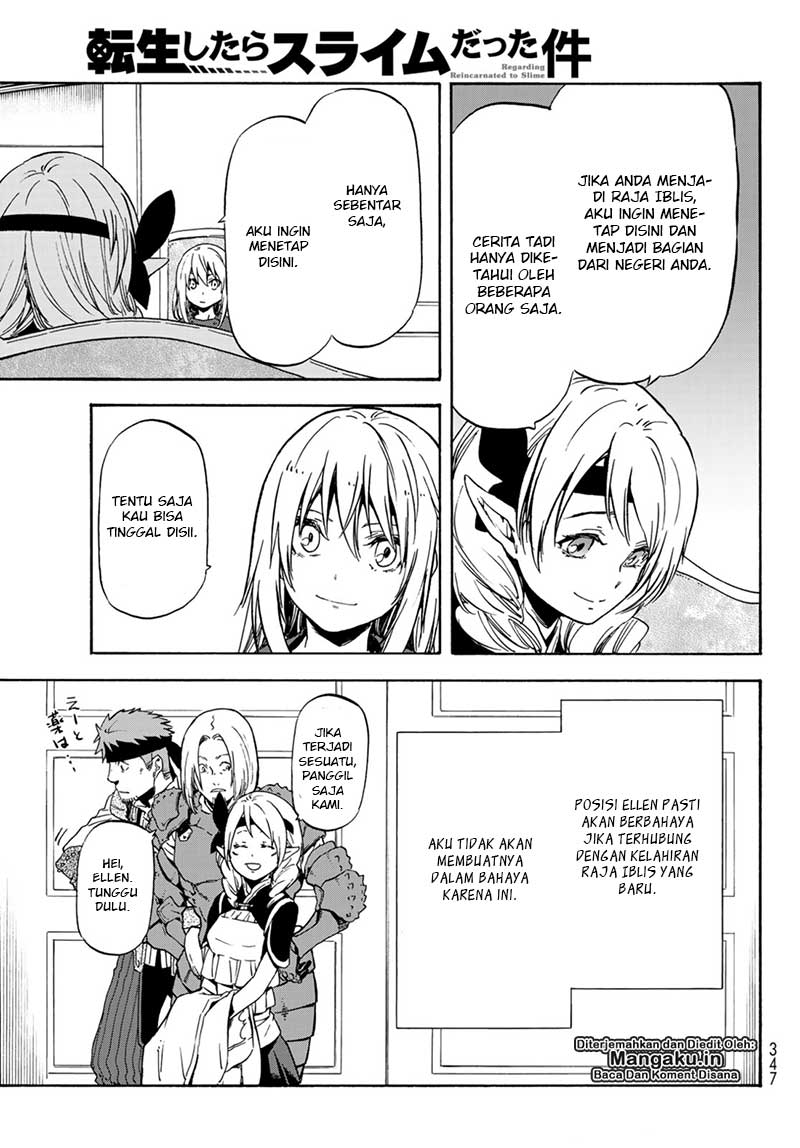 転生したらスライムだった件
Regarding
Reincarnated to Slime
JIKA ANDA MENJA-
DI RAJA IBLIS,
AKU INGIN MENE-
TAP DISINI DAN
MENJADI BAGIAN
DARI NEGERI ANDA.
CERITA TADI
HANYA DIKE-
TAHUI OLEH
BEBERAPA
ORANG SAJA.
HANYA
SEBENTAR
SAJA,
AKU INGIN
MENETAP
DISINI.
TENTU SAJA
KAU BISA
TINGGAL DISII.
POSISI ELLEN PASTI
AKAN BERBAHAYA
JIKA TERHUBUNG
DENGAN KELAHIRAN
RAJA IBLIS YANG
BARU.
AKU TIDAK AKAN
MEMBUATNYA
DALAM BAHAYA
KARENA INI.
JIKA
TERJADI
SESUATU,
PANGGIL
SAJA
KAMI.
えーと
薬は…
HEI,
ELLEN.
TUNGGU
DULU.
Diterjemahkan dan Diedit Oleh:
Mangaku.in
Baca Dan Koment Disana
347